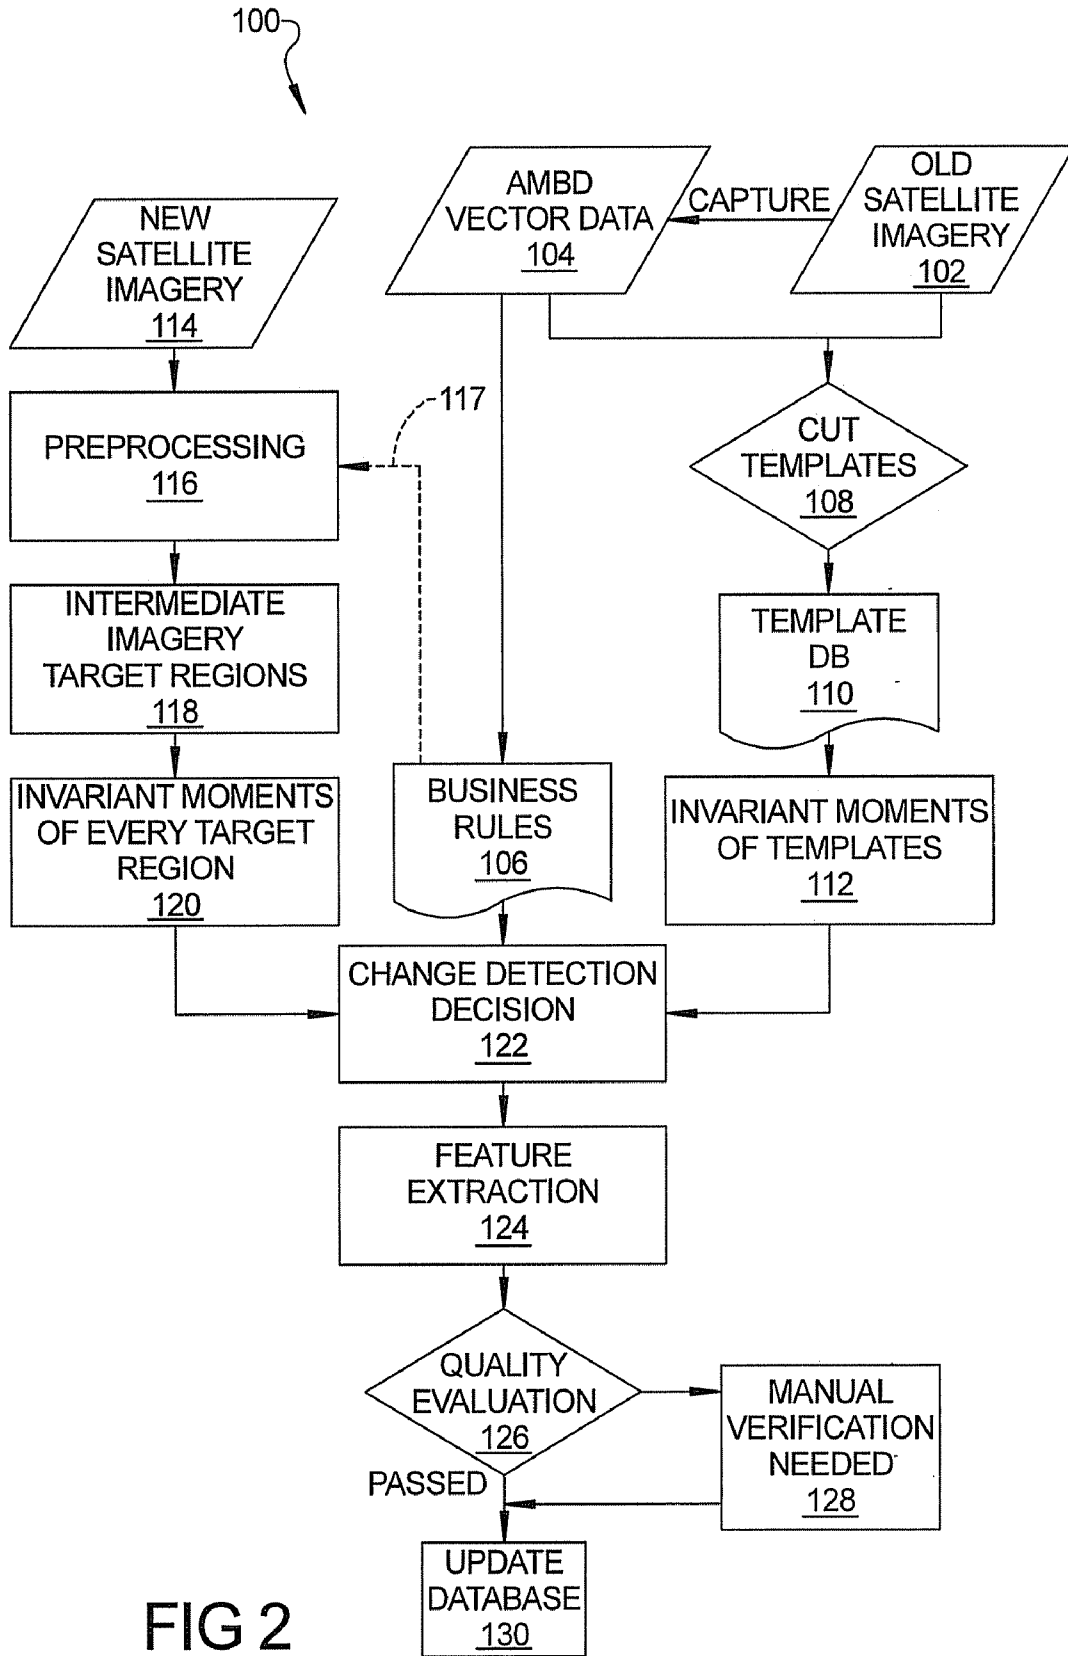 100
NEW
SATELLITE
IMAGERY
114
AMBD
VECTOR DATA
104
CAPTURE
OLD
SATELLITE
IMAGERY
102
PREPROCESSING
116
117
CUT
TEMPLATES
108
INTERMEDIATE
IMAGERY
TARGET REGIONS
118
TEMPLATE
DB
110
INVARIANT MOMENTS
OF EVERY TARGET
REGION
120
BUSINESS
RULES
106
INVARIANT MOMENTS
OF TEMPLATES
112
CHANGE DETECTION
DECISION
122
FEATURE
EXTRACTION
124
QUALITY
EVALUATION
126
MANUAL
VERIFICATION
NEEDED
128
PASSED
UPDATE
DATABASE
130
FIG 2